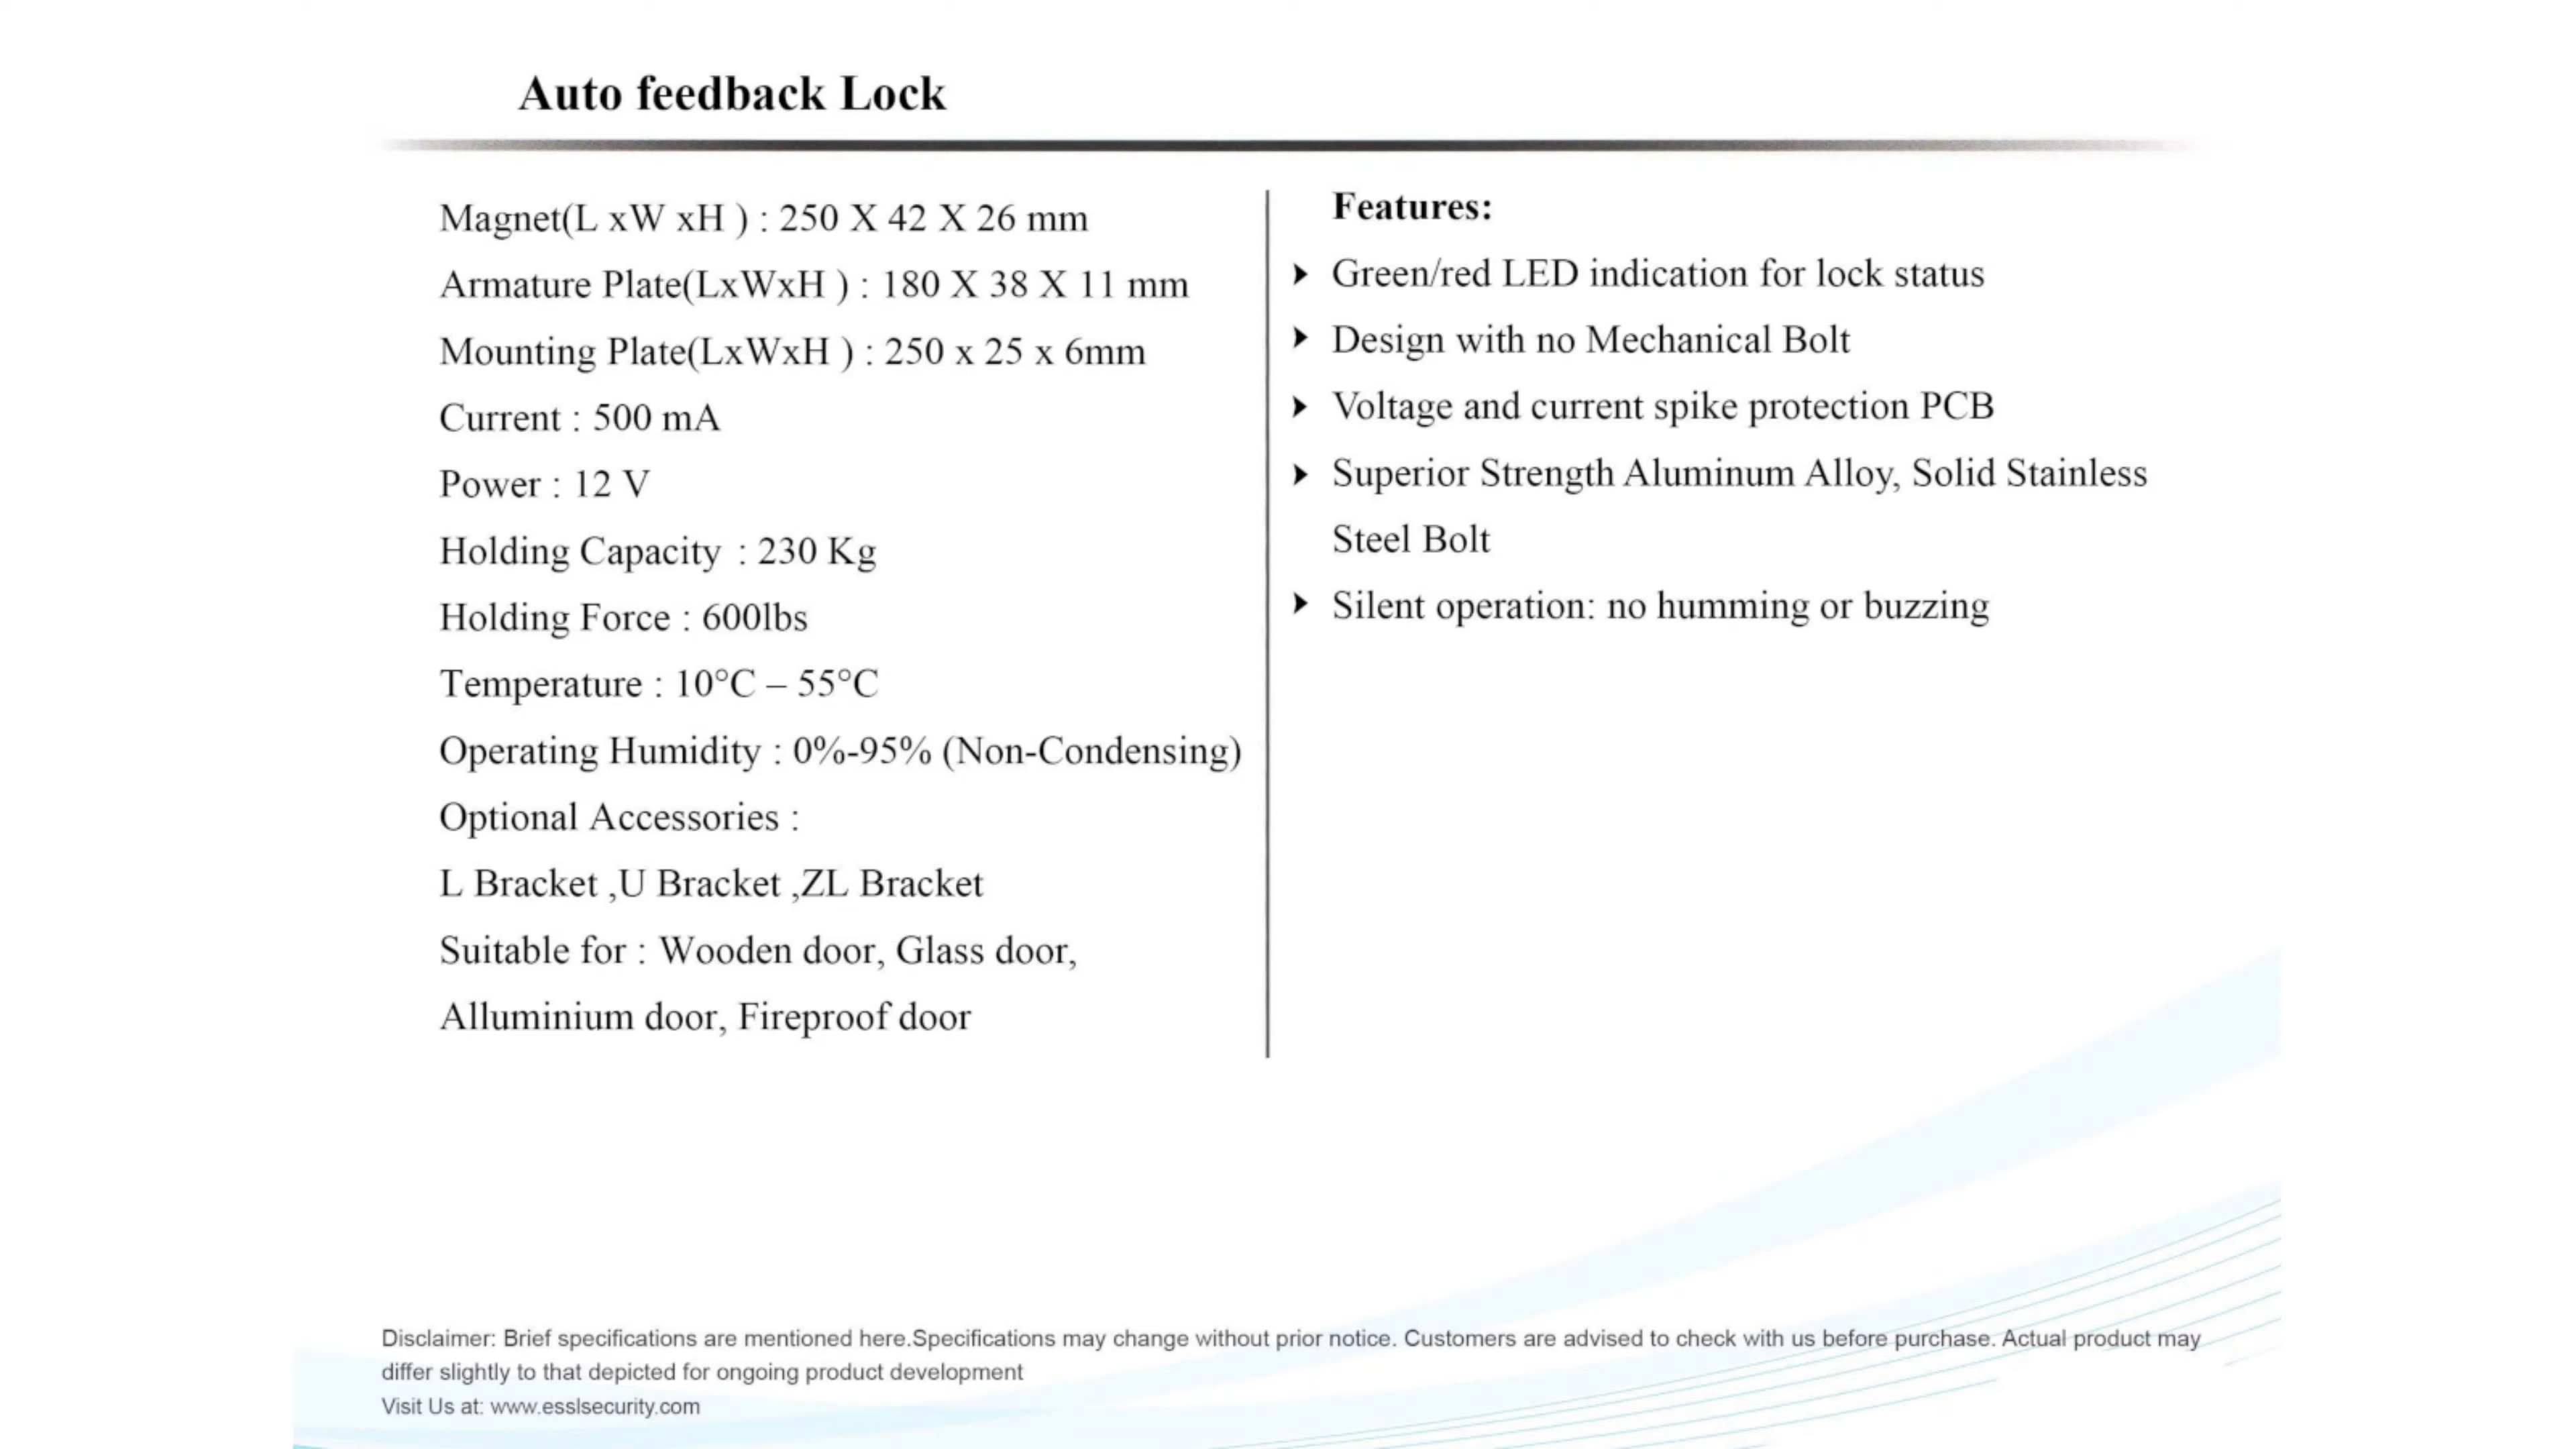 Auto feedback Lock
Magnet(L xW xH ) : 250 X 42 X 26 mm
Armature Plate(LxWxH ) : 180 X 38 X 11 mm
Mounting Plate(LxWxH ) : 250 x 25 x 6mm
Current : 500 mA
Power : 12 V
Holding Capacity : 230 Kg
Holding Force : 600lbs
Temperature : 10°C – 55°C
Operating Humidity : 0%-95% (Non-Condensing)
Optional Accessories :
L Bracket ,U Bracket ,ZL Bracket
Suitable for : Wooden door, Glass door,
Alluminium door, Fireproof door
Features:
Green/red LED indication for lock status
Design with no Mechanical Bolt
Voltage and current spike protection PCB
Superior Strength Aluminum Alloy, Solid Stainless
Steel Bolt
Silent operation: no humming or buzzing
Disclaimer: Brief specifications are mentioned here.Specifications may change without prior notice. Customers are advised to check with us before purchase. Actual product may
differ slightly to that depicted for ongoing product development
Visit Us at: www.esslsecurity.com